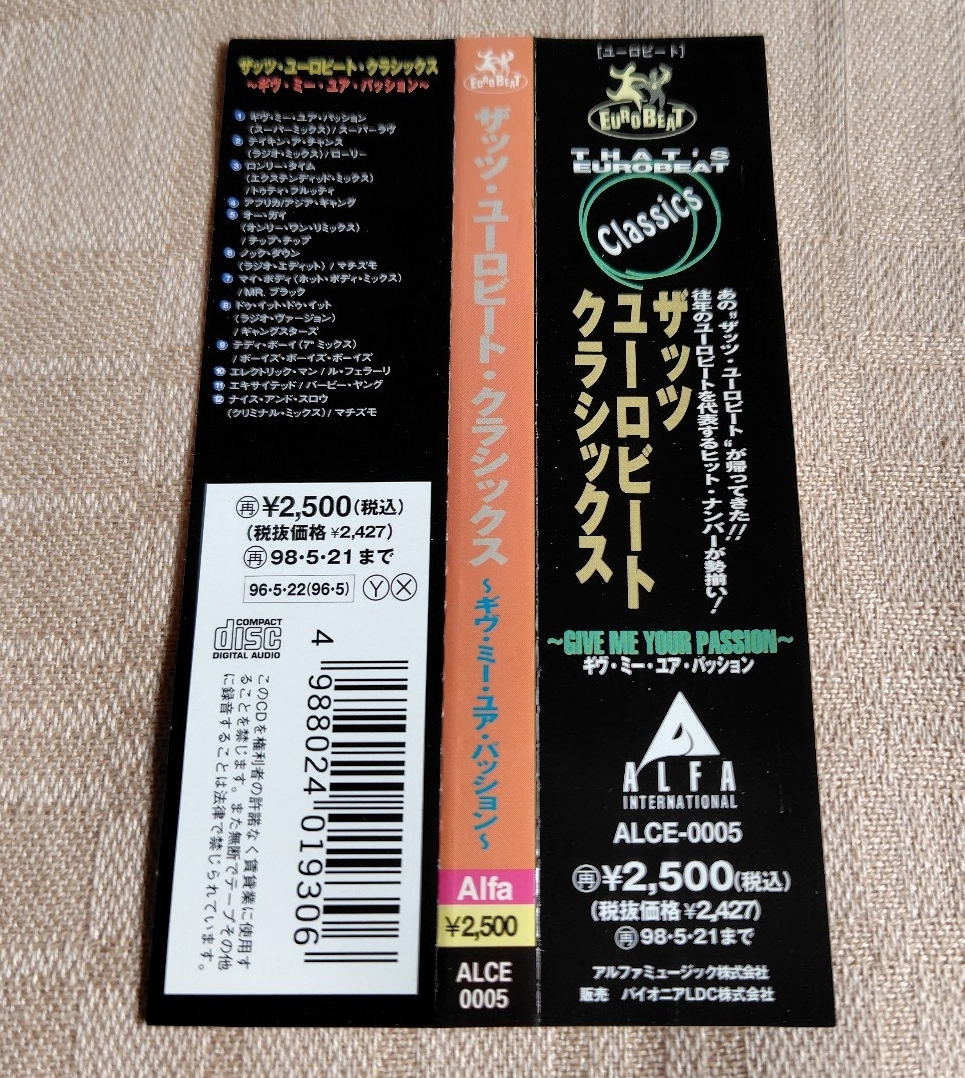 ザッツ・ユーロビート・クラシックス
~ギヴ・ミー・ユア・パッション~
1 ギヴ・ミー・ユア・パッション
(スーパーミックス)/スーパーラヴ
2 テイキン・ア・チャンス
(ラジオ・ミックス)/ローリー
3 ロンリー・タイム
(エクステンディッド・ミックス)
/トゥティ・フルッティ
4 アフリカ/アジア・ギャング
5 オー・ガイ
(オンリー・ワン・リミックス)
/チップ・チップ
6 ノック・ダウン
(ラジオ・エディット)/マチズモ
7 マイ・ボディ(ホット・ボディ・ミックス)
/MR. ブラック
8 ドゥ・イット・ドゥ・イット
(ラジオ・ヴァージョン)
/ギャングスターズ
9 テディ・ボーイ(7"ミックス)
/ボーイズ・ボーイズ・ボーイズ
10 エレクトリック・マン/ル・フェラーリ
11 エキサイテッド/バービー・ヤング
12 ナイス・アンド・スロウ
(クリミナル・ミックス)/マチズモ
再¥2,500(税込)
(税抜価格 ¥2,427)
再98・5・21まで
96・5・22(96・5) Y X
COMPACT
disc
DIGITAL AUDIO
4 988024 019306
このCDを権利者の許諾なく賃貸業に使用す
ることを禁じます。また無断でテープその他
に録音することは法律で禁じられています。
EUROBEAT
ザッツ・ユーロビート・クラシックス
~ギヴ・ミー・ユア・パッション~
Alfa
¥2,500
ALCE
0005
[ユーロビート]
EUROBEAT
THAT'S
EUROBEAT
Classics
あの"ザッツ・ユーロビート"が帰ってきた!!
往年のユーロビートを代表するヒット・ナンバーが勢揃い!
ザッツ
ユーロビート
クラシックス
~GIVE ME YOUR PASSION~
ギヴ・ミー・ユア・パッション
ALFA
INTERNATIONAL
ALCE-0005
再¥2,500(税込)
(税抜価格 ¥2,427)
再98・5・21まで
アルファミュージック株式会社
販売 パイオニアLDC株式会社